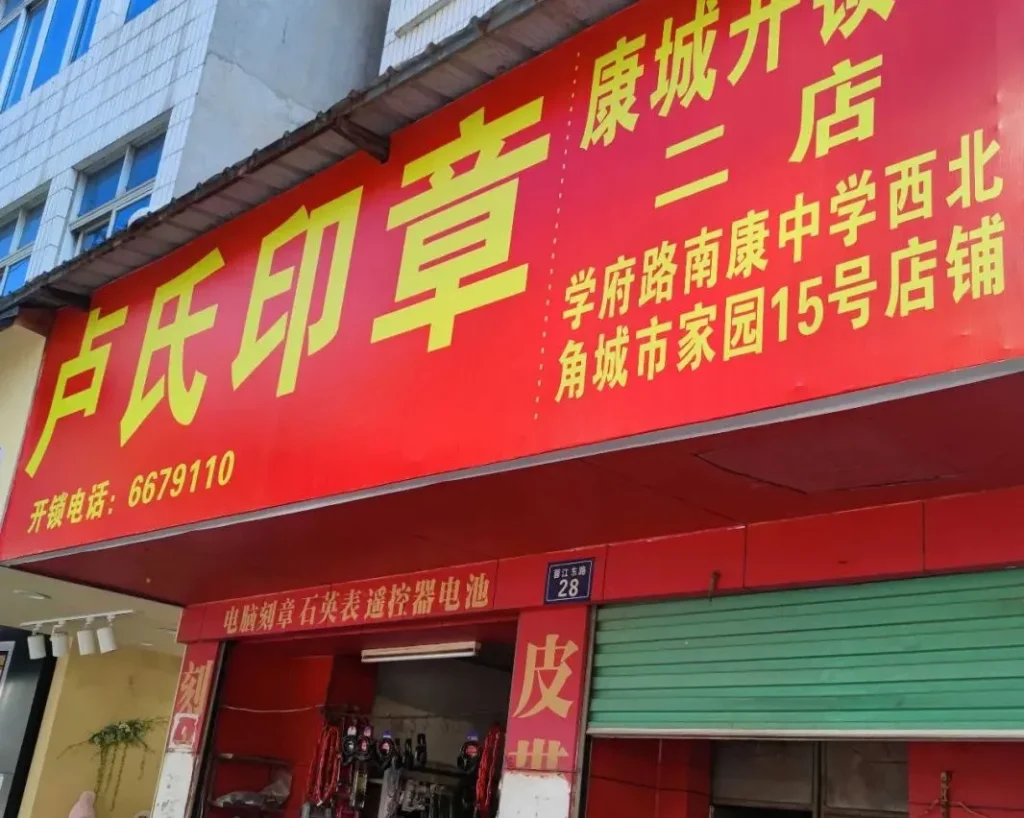 卢氏印章
开锁电话：6679110
康城开锁
二店
学府路南康中学西北
角城市家园15号店铺
电脑刻章石英表遥控器电池
28
刻
皮带